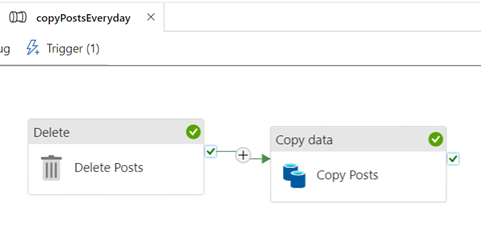 copyPostsEveryday
ug Trigger (1)
Delete
Delete Posts
Copy data
Copy Posts